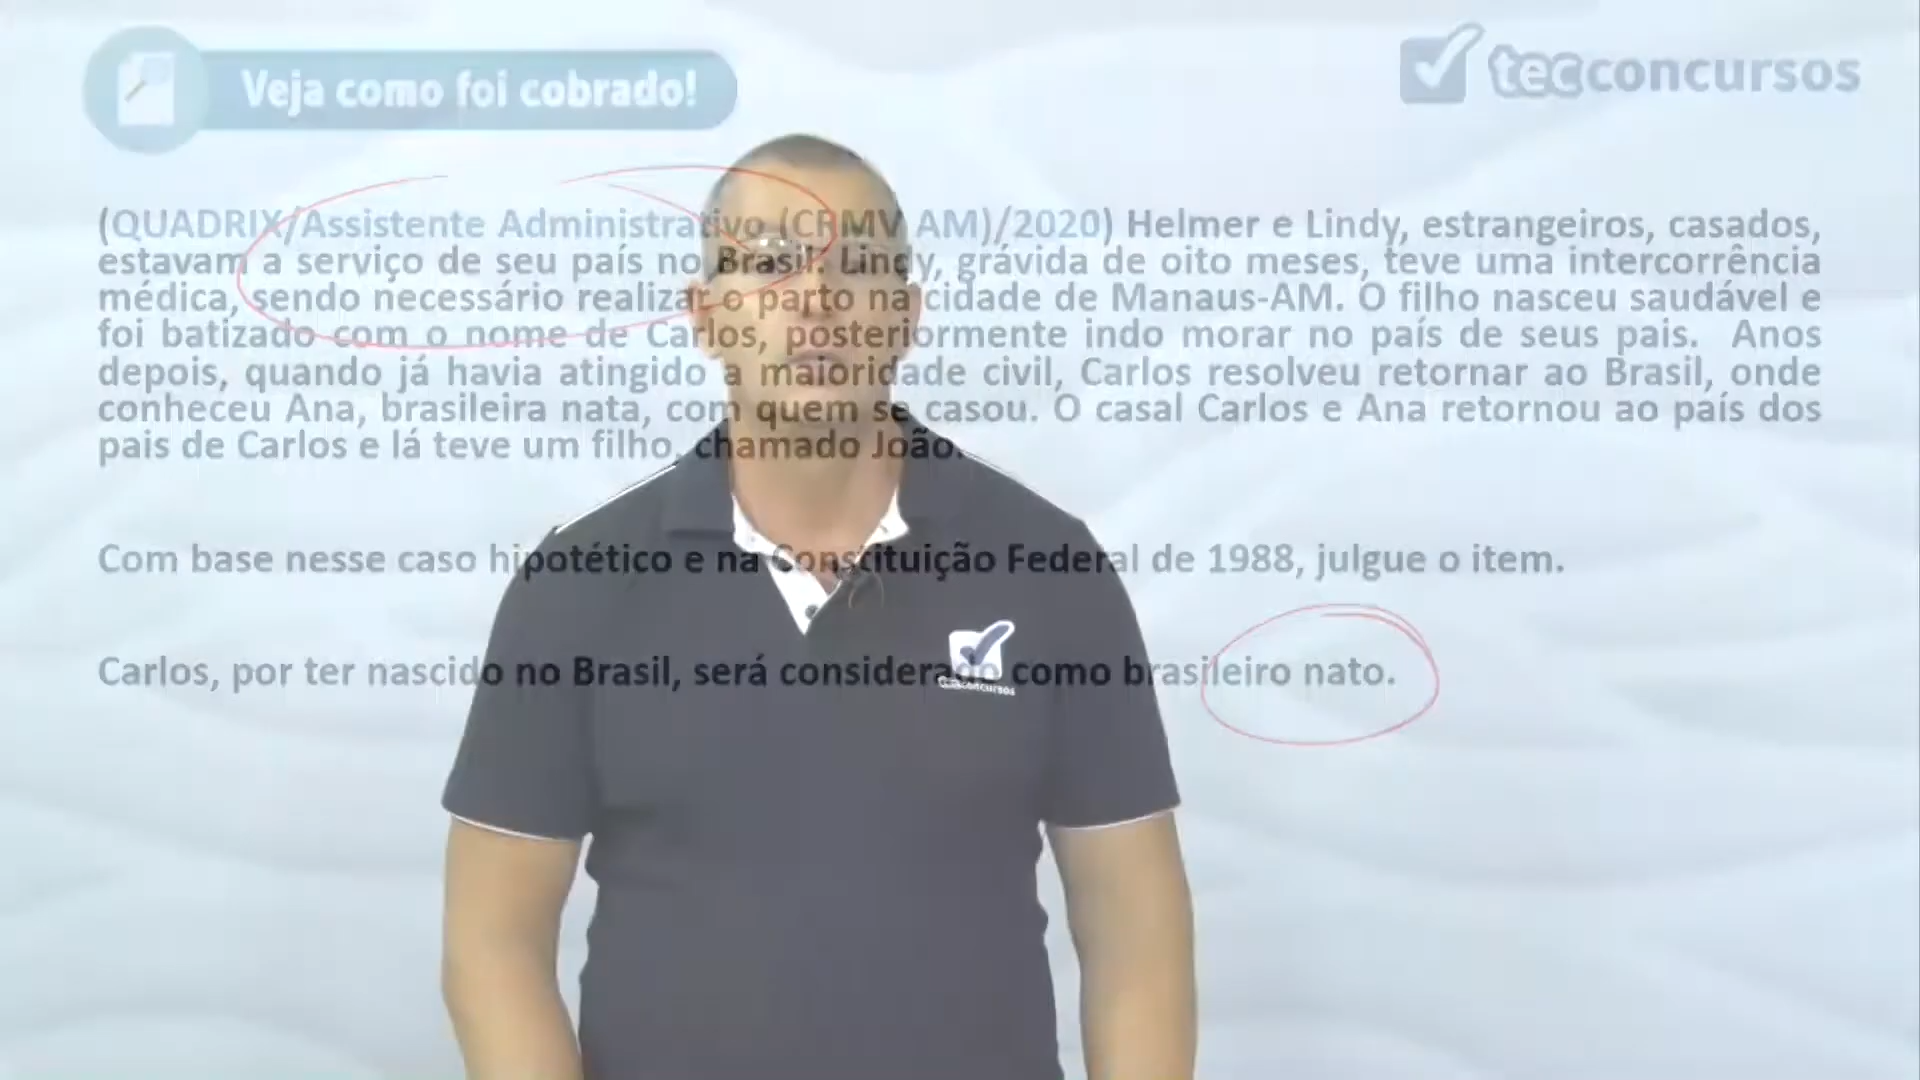 Veja como foi cobrado!
tecconcursos
(QUADRIX/Assistente Administrativo (CRMV AM)/2020) Helmer e Lindy, estrangeiros, casados,
estavam a serviço de seu país no Brasil. Lindy, grávida de oito meses, teve uma intercorrência
médica, sendo necessário realizar o parto na cidade de Manaus-AM. O filho nasceu saudável e
foi batizado com o nome de Carlos, posteriormente indo morar no país de seus pais. Anos
depois, quando já havia atingido a maioridade civil, Carlos resolveu retornar ao Brasil, onde
conheceu Ana, brasileira nata, com quem se casou. O casal Carlos e Ana retornou ao país dos
pais de Carlos e lá teve um filho, chamado João.
Com base nesse caso hipotético e na Constituição Federal de 1988, julgue o item.
Carlos, por ter nascido no Brasil, será considerado como brasileiro nato.
tecconcursos